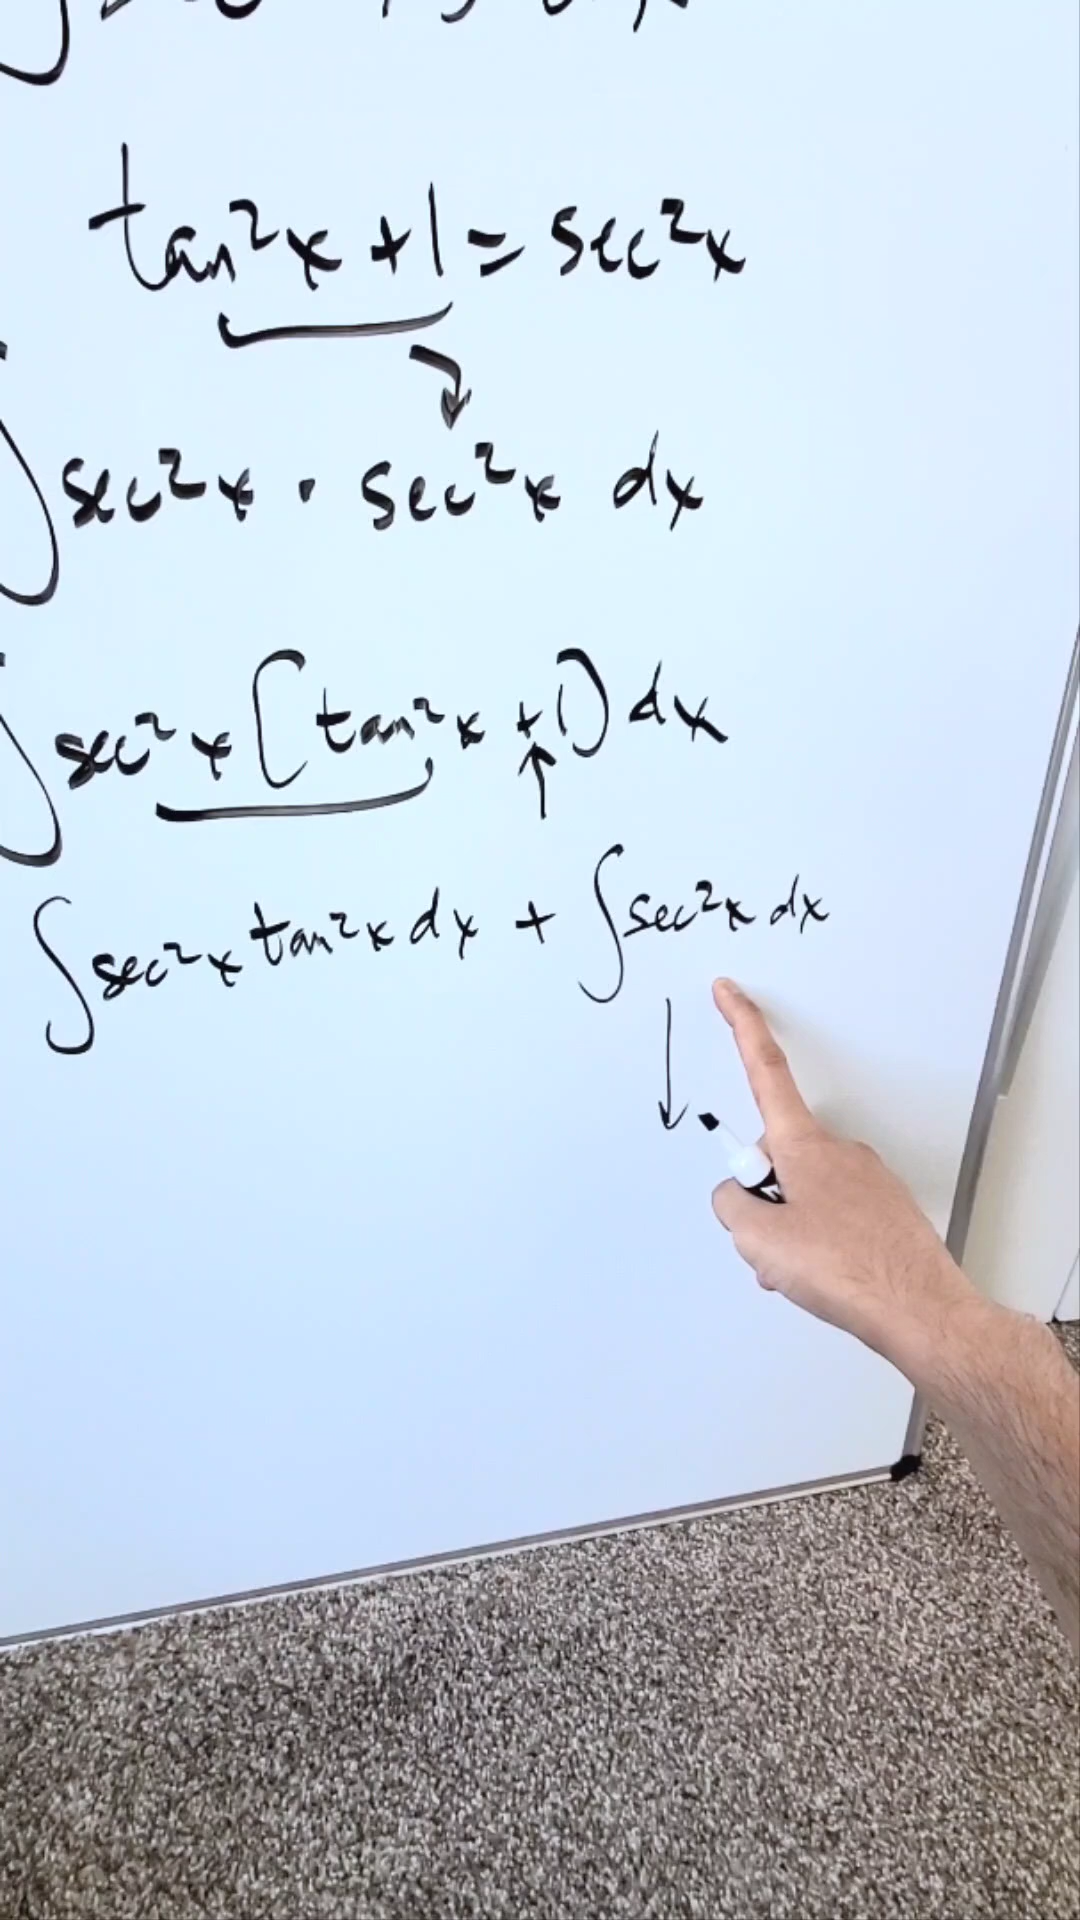 tan²x + 1 = sec²x
∫ sec²x · sec²x dx
∫ sec²x (tan²x + 1) dx
∫ sec²x tan²x dx + ∫ sec²x dx